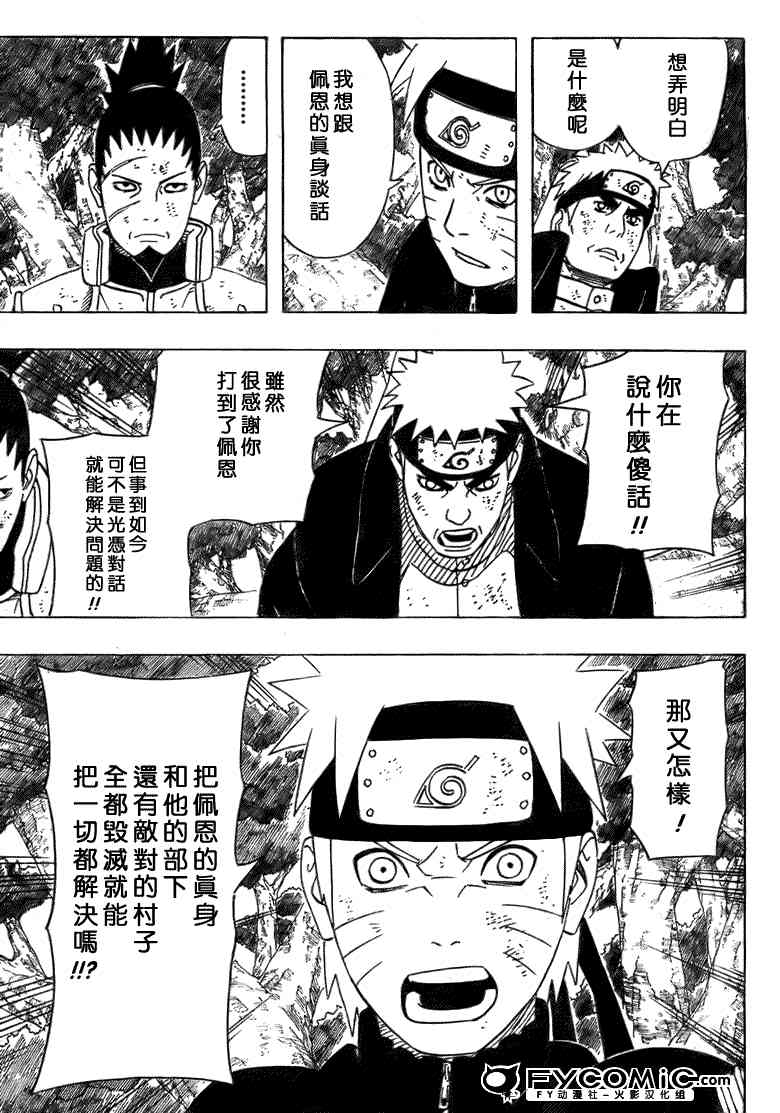 想弄明白
是什麼呢
我想跟
佩恩的眞身談話
………
你在
說什麼傻話!!
雖然
很感謝你
打到了佩恩
但事到如今
可不是光憑對話
就能解決問題
的!!
那又怎樣!
把佩恩的眞身
和他的部下
還有敵對的村子
全都毀滅就能
把一切都解決嗎
!!?
FYCOMIC.COM
FY动漫社-火影汉化组